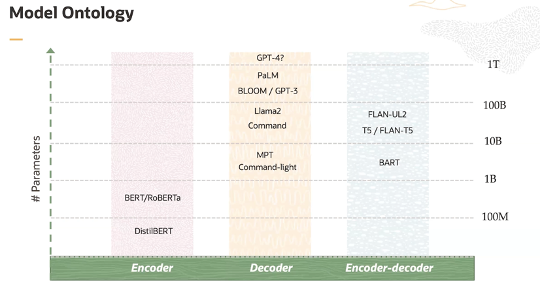 Model Ontology
# Parameters
GPT-4?
PaLM
BLOOM / GPT-3
Llama2
Command
MPT
Command-light
FLAN-UL2
T5 / FLAN-T5
BART
BERT/RoBERTa
DistilBERT
1T
100B
10B
1B
100M
Encoder
Decoder
Encoder-decoder